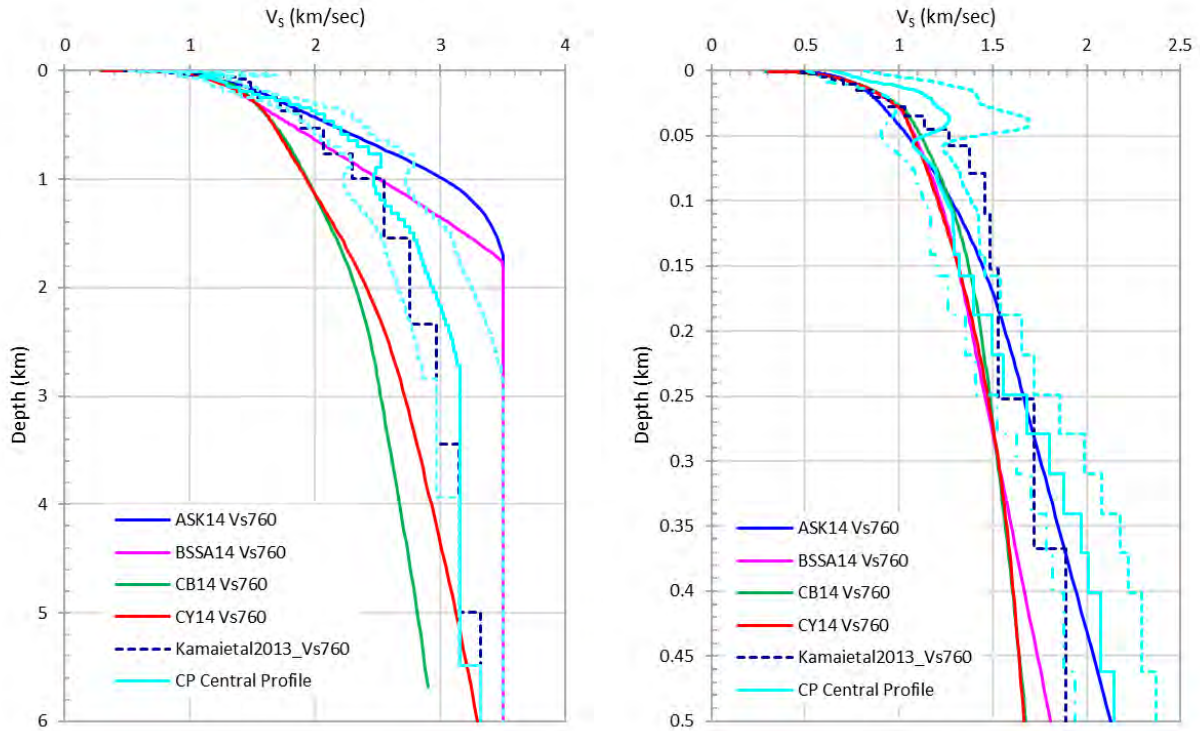 V_S (km/sec)
0 1 2 3 4
0
1
2
3
4
5
6
Depth (km)
ASK14 Vs760
BSSA14 Vs760
CB14 Vs760
CY14 Vs760
Kamaietal2013_Vs760
CP Central Profile
V_S (km/sec)
0 0.5 1 1.5 2 2.5
0
0.05
0.1
0.15
0.2
0.25
0.3
0.35
0.4
0.45
0.5
Depth (km)
ASK14 Vs760
BSSA14 Vs760
CB14 Vs760
CY14 Vs760
Kamaietal2013_Vs760
CP Central Profile